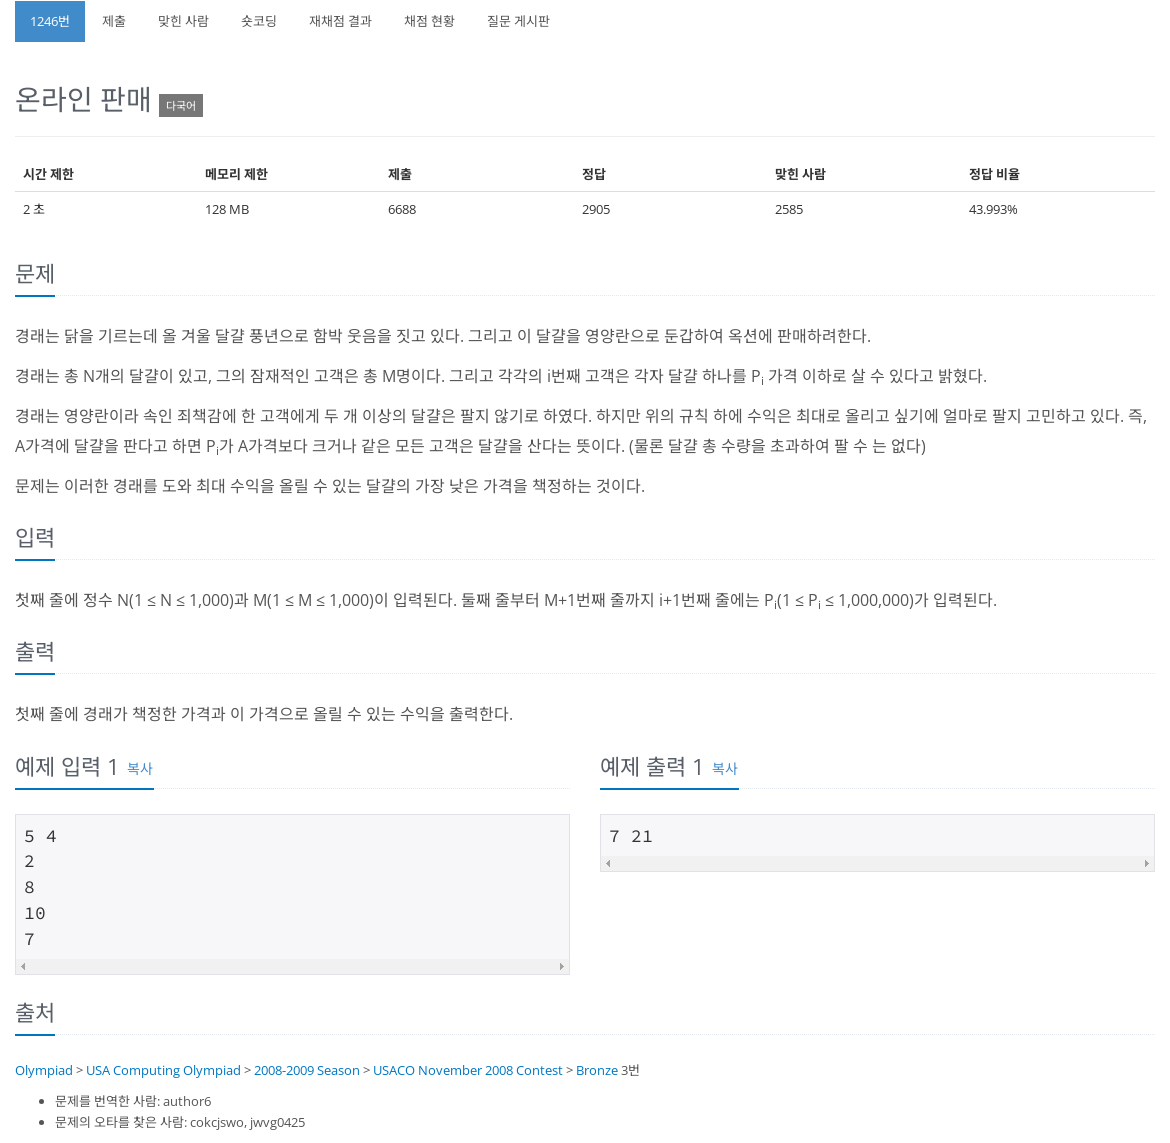 1246번 제출 맞힌 사람 숏코딩 재채점 결과 채점 현황 질문 게시판
온라인 판매 다국어
시간 제한 메모리 제한 제출 정답 맞힌 사람 정답 비율
2 초 128 MB 6688 2905 2585 43.993%
문제
경래는 닭을 기르는데 올 겨울 달걀 풍년으로 함박 웃음을 짓고 있다. 그리고 이 달걀을 영양란으로 둔갑하여 옥션에 판매하려한다.
경래는 총 N개의 달걀이 있고, 그의 잠재적인 고객은 총 M명이다. 그리고 각각의 i번째 고객은 각자 달걀 하나를 Pi 가격 이하로 살 수 있다고 밝혔다.
경래는 영양란이라 속인 죄책감에 한 고객에게 두 개 이상의 달걀은 팔지 않기로 하였다. 하지만 위의 규칙 하에 수익은 최대로 올리고 싶기에 얼마로 팔지 고민하고 있다. 즉,
A가격에 달걀을 판다고 하면 Pi가 A가격보다 크거나 같은 모든 고객은 달걀을 산다는 뜻이다. (물론 달걀 총 수량을 초과하여 팔 수 는 없다)
문제는 이러한 경래를 도와 최대 수익을 올릴 수 있는 달걀의 가장 낮은 가격을 책정하는 것이다.
입력
첫째 줄에 정수 N(1 ≤ N ≤ 1,000)과 M(1 ≤ M ≤ 1,000)이 입력된다. 둘째 줄부터 M+1번째 줄까지 i+1번째 줄에는 Pi(1 ≤ Pi ≤ 1,000,000)가 입력된다.
출력
첫째 줄에 경래가 책정한 가격과 이 가격으로 올릴 수 있는 수익을 출력한다.
예제 입력 1 복사
5 4
2
8
10
7
예제 출력 1 복사
7 21
출처
Olympiad > USA Computing Olympiad > 2008-2009 Season > USACO November 2008 Contest > Bronze 3번
문제를 번역한 사람: author6
문제의 오타를 찾은 사람: cokcjswo, jwvg0425